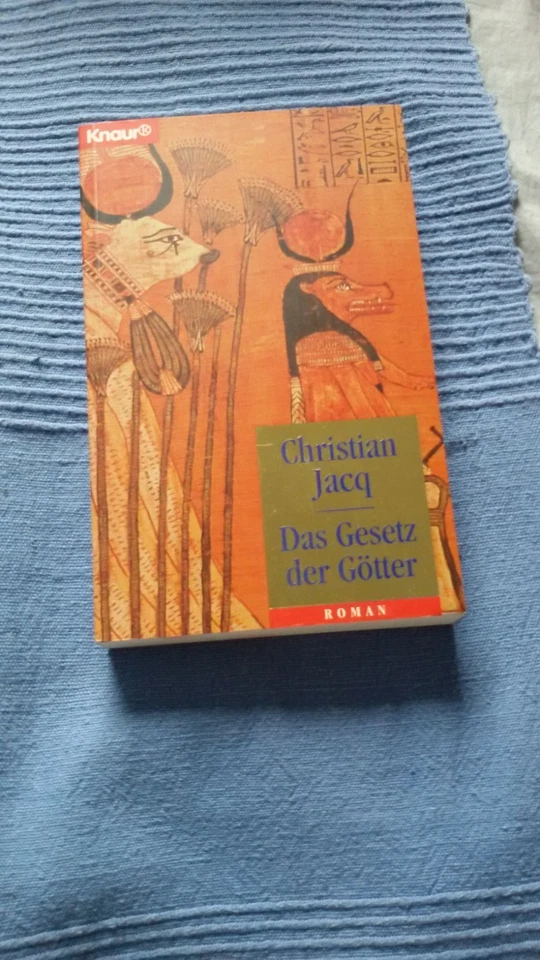 Knaur®
Christian
Jacq
Das Gesetz
der Götter
ROMAN